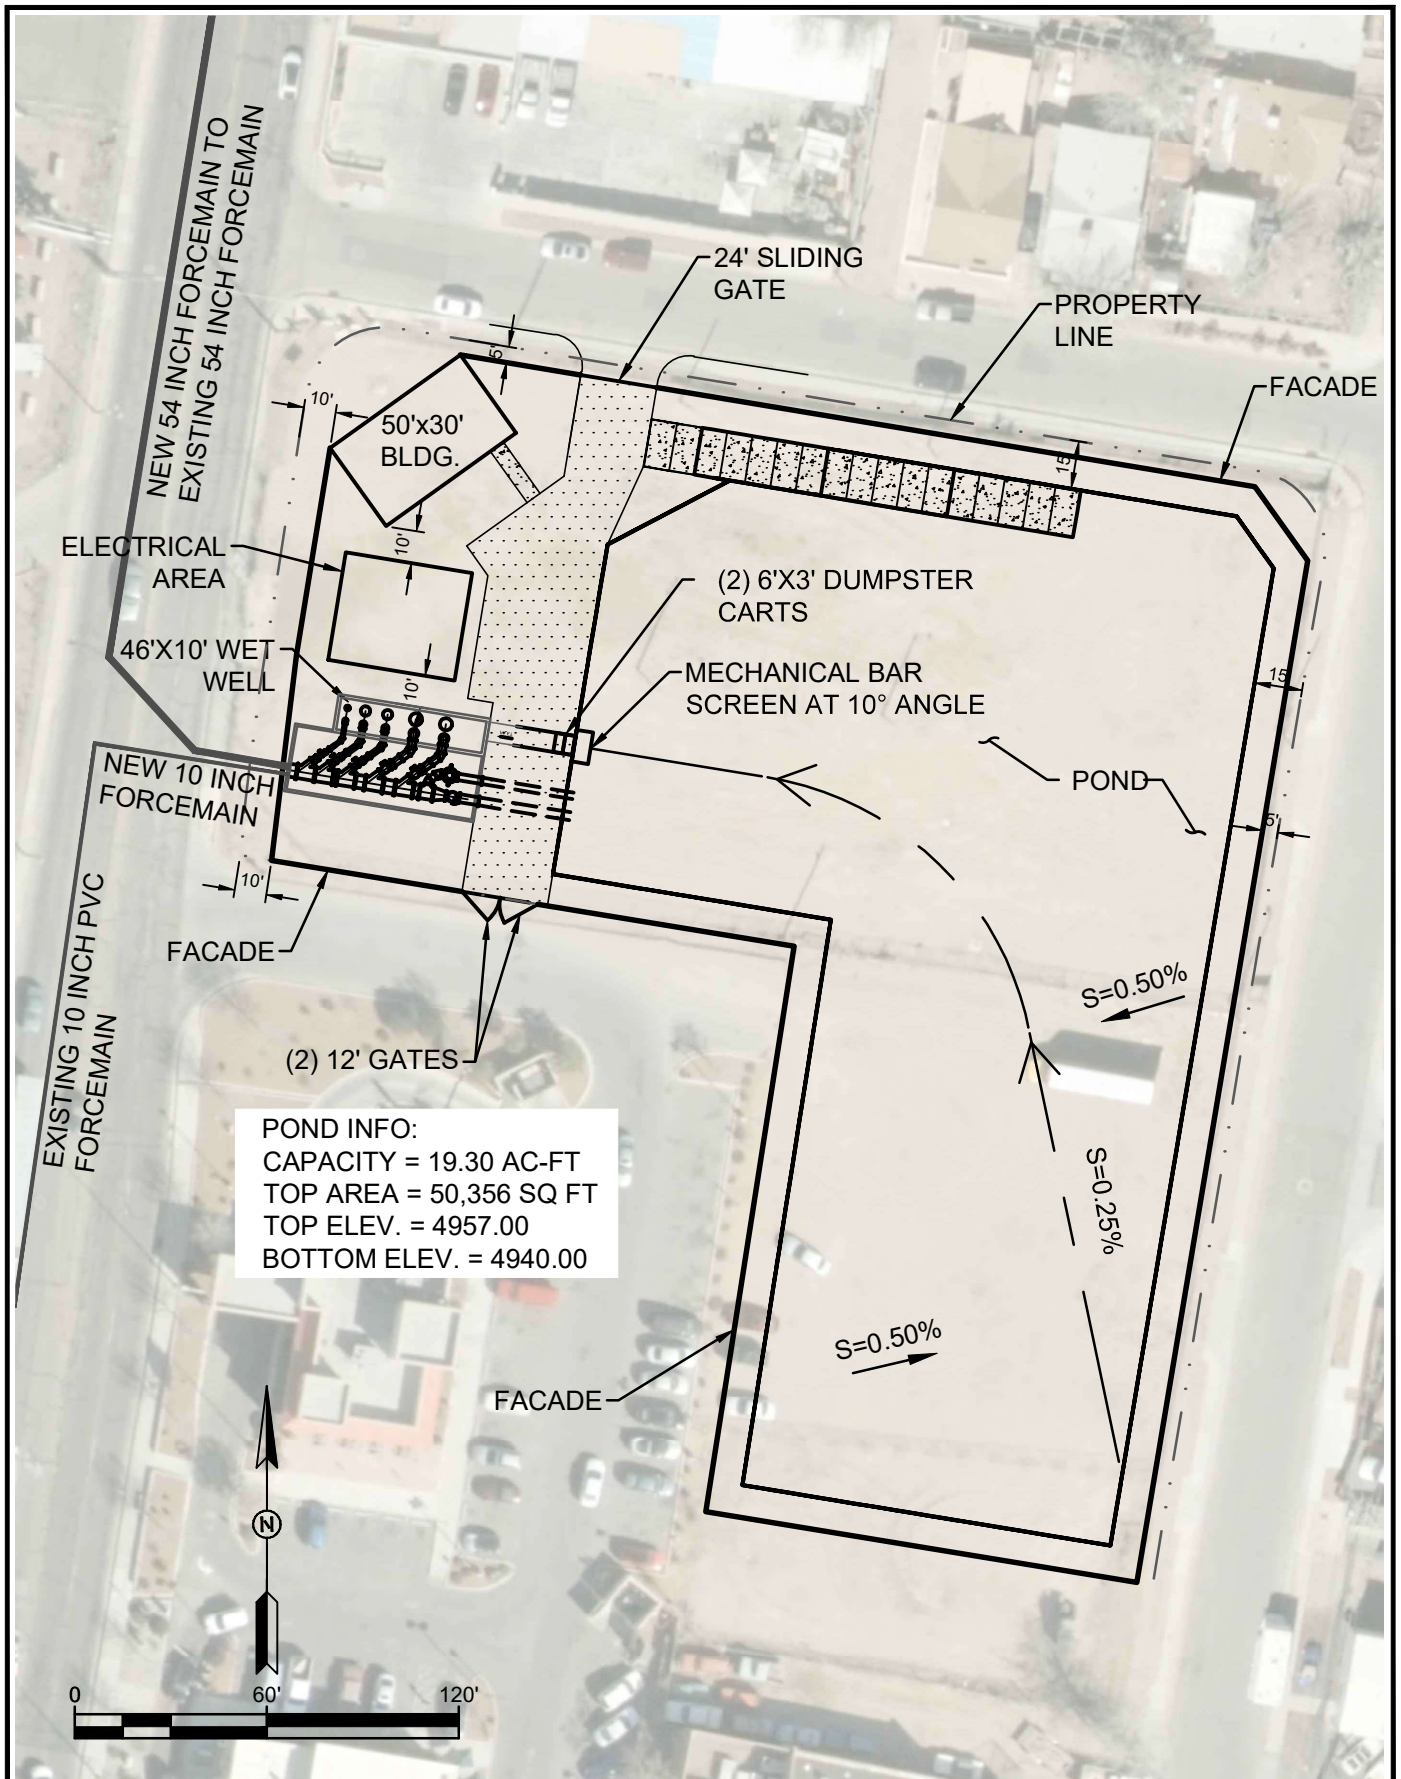 NEW 54 INCH FORCEMAIN TO
EXISTING 54 INCH FORCEMAIN
24' SLIDING
GATE
PROPERTY
LINE
FACADE
5'
10'
50'x30'
BLDG.
15'
10'
ELECTRICAL
AREA
(2) 6'X3' DUMPSTER
CARTS
46'X10' WET
WELL
10'
MECHANICAL BAR
SCREEN AT 10° ANGLE
15'
NEW 10 INCH
FORCEMAIN
POND
5'
10'
FACADE
EXISTING 10 INCH PVC
FORCEMAIN
S=0.50%
(2) 12' GATES
POND INFO:
CAPACITY = 19.30 AC-FT
TOP AREA = 50,356 SQ FT
TOP ELEV. = 4957.00
BOTTOM ELEV. = 4940.00
S=0.25%
S=0.50%
FACADE
N
0 60' 120'